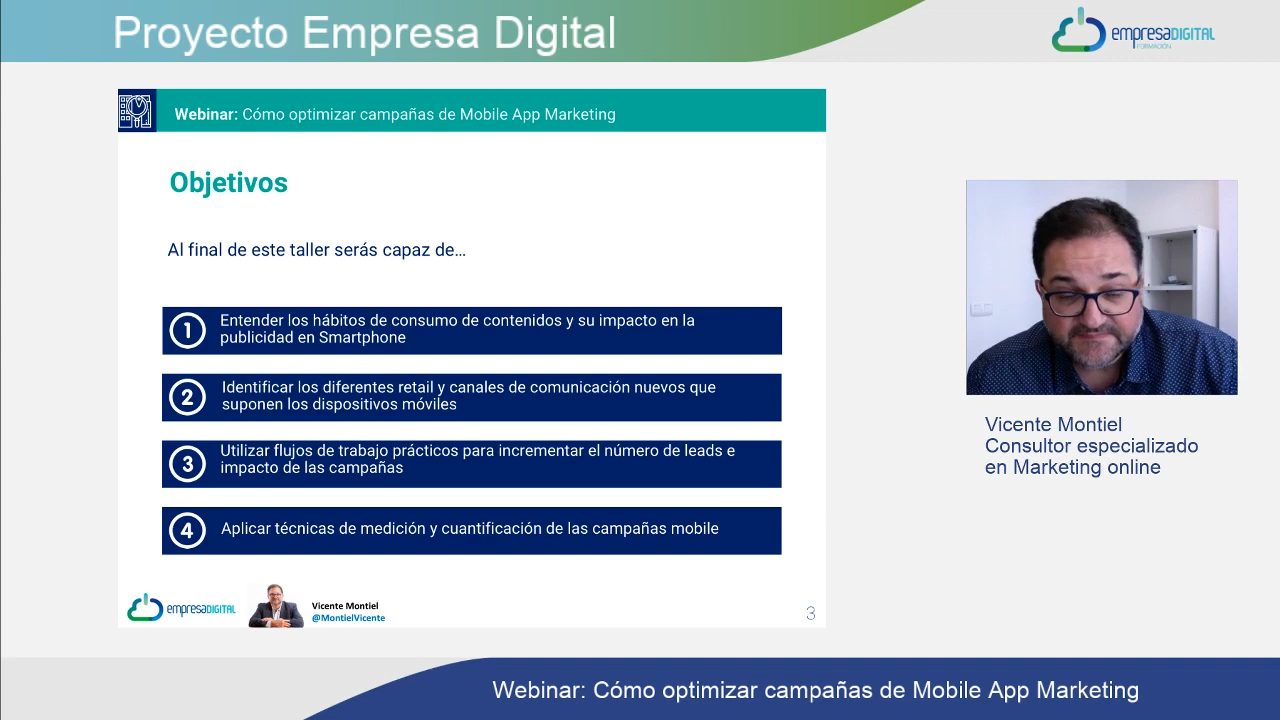 Proyecto Empresa Digital
empresaDIGITAL
FORMACIÓN
Webinar: Cómo optimizar campañas de Mobile App Marketing
Objetivos
Al final de este taller serás capaz de...
1 Entender los hábitos de consumo de contenidos y su impacto en la
publicidad en Smartphone
2 Identificar los diferentes retail y canales de comunicación nuevos que
suponen los dispositivos móviles
3 Utilizar flujos de trabajo prácticos para incrementar el número de leads e
impacto de las campañas
4 Aplicar técnicas de medición y cuantificación de las campañas mobile
empresaDIGITAL
Vicente Montiel
@MontielVicente
3
Vicente Montiel
Consultor especializado
en Marketing online
Webinar: Cómo optimizar campañas de Mobile App Marketing